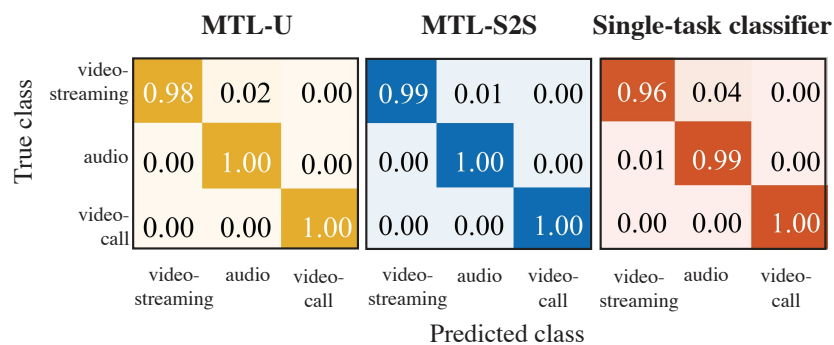 MTL-U MTL-S2S Single-task classifier
True class
video-
streaming
0.98 0.02 0.00 0.99 0.01 0.00 0.96 0.04 0.00
audio
0.00 1.00 0.00 0.00 1.00 0.00 0.01 0.99 0.00
video-
call
0.00 0.00 1.00 0.00 0.00 1.00 0.00 0.00 1.00
video- audio video- video- audio video- video- audio video-
streaming call streaming call streaming call
Predicted class